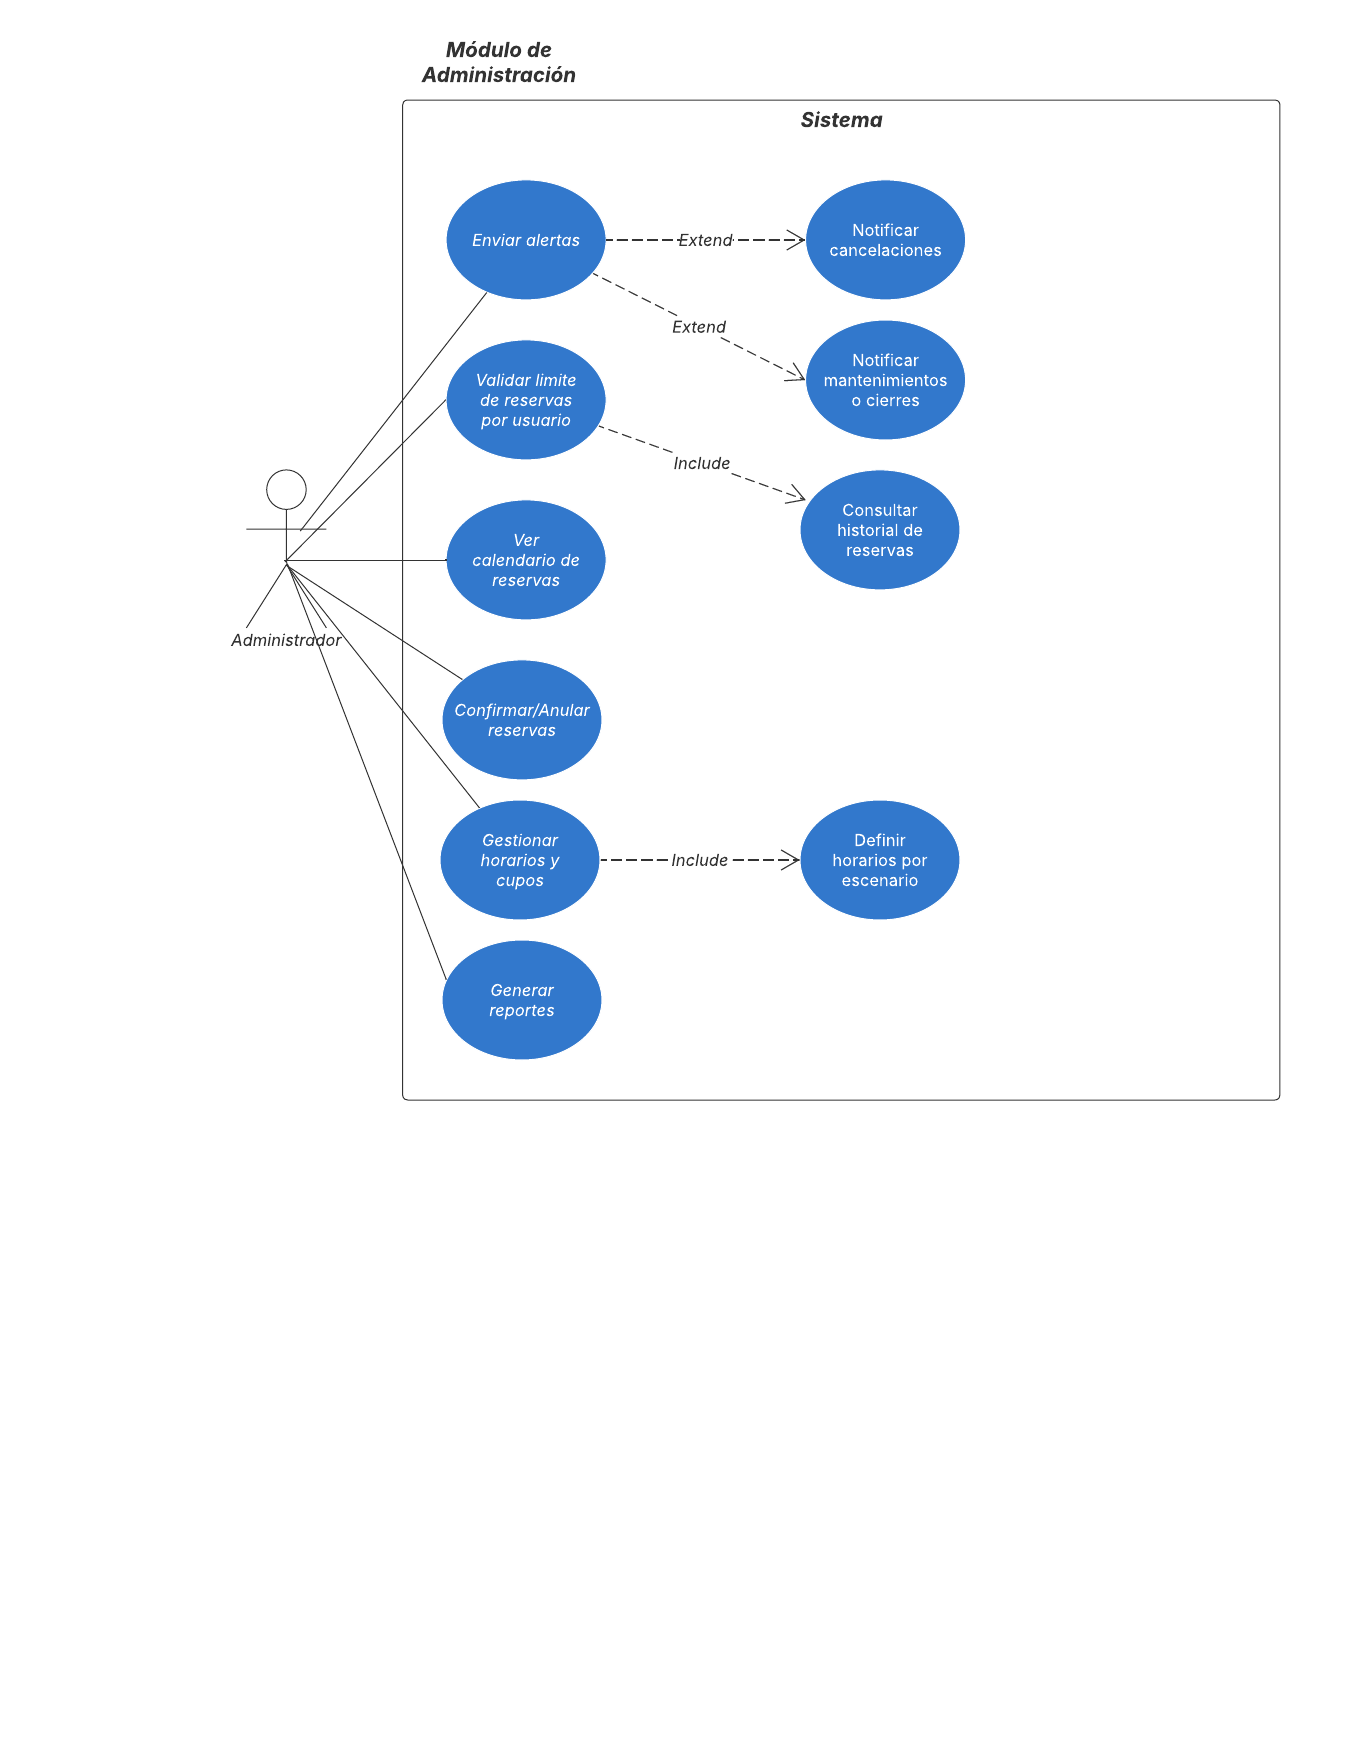 Módulo de
Administración
Sistema
Enviar alertas
Extend
Notificar
cancelaciones
Extend
Notificar
mantenimientos
o cierres
Validar limite
de reservas
por usuario
Include
Consultar
historial de
reservas
Ver
calendario de
reservas
Administrador
Confirmar/Anular
reservas
Gestionar
horarios y
cupos
Include
Definir
horarios por
escenario
Generar
reportes